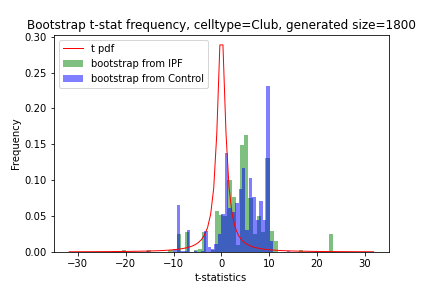 Bootstrap t-stat frequency, celltype=Club, generated size=1800
t pdf
bootstrap from IPF
bootstrap from Control
Frequency
0.30
0.25
0.20
0.15
0.10
0.05
0.00
−30 −20 −10 0 10 20 30
t-statistics